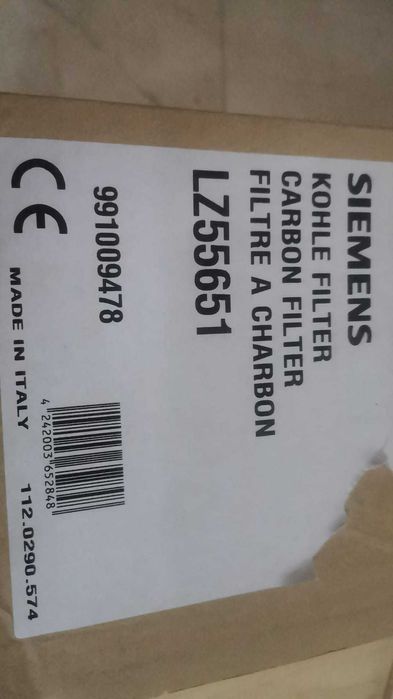 SIEMENS
KOHLE FILTER
CARBON FILTER
FILTRE A CHARBON
LZ55651
991009478
4 242003 652848
CE
MADE IN ITALY
112.0290.574